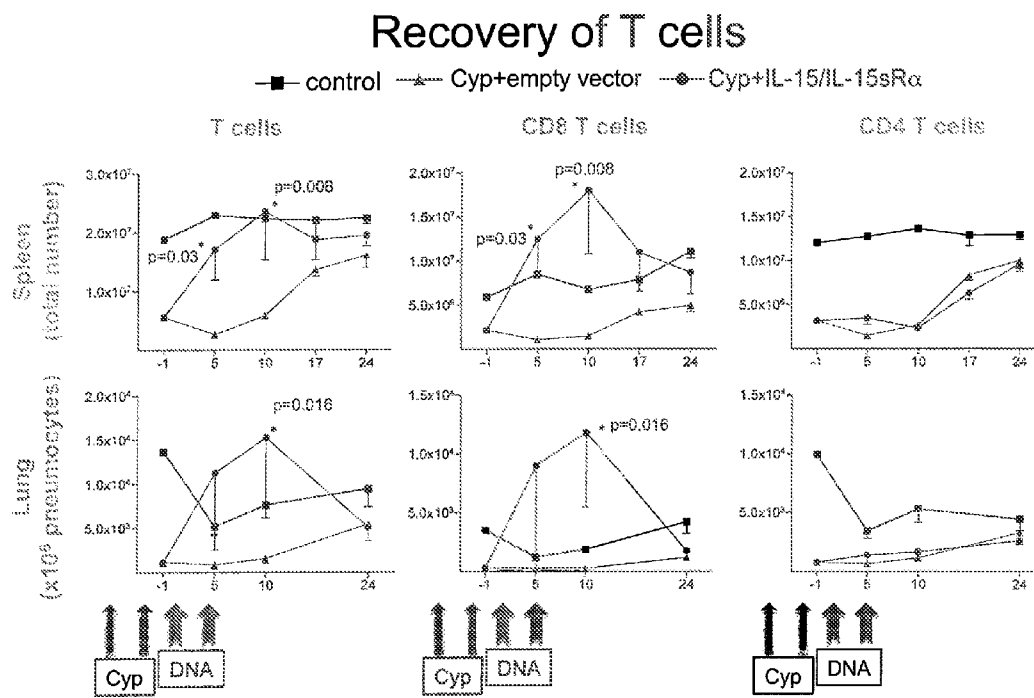 Recovery of T cells
control Cyp+empty vector Cyp+IL-15/IL-15sRα
T cells CD8 T cells CD4 T cells
Spleen
(total number)
3.0x10⁷
2.0x10⁷
1.0x10⁷
p=0.03 *
* p=0.008
-1 5 10 17 24
2.0x10⁷
1.5x10⁷
1.0x10⁷
5.0x10⁶
p=0.03 *
* p=0.008
-1 5 10 17 24
2.0x10⁷
1.5x10⁷
1.0x10⁷
5.0x10⁶
-1 5 10 17 24
Lung
(x10⁶ pneumocytes)
2.0x10⁴
1.5x10⁴
1.0x10⁴
5.0x10³
* p=0.016
-1 5 10 24
1.5x10⁴
1.0x10⁴
5.0x10³
* p=0.016
-1 5 10 24
1.5x10⁴
1.0x10⁴
5.0x10³
-1 5 10 24
Cyp DNA
Cyp DNA
Cyp DNA